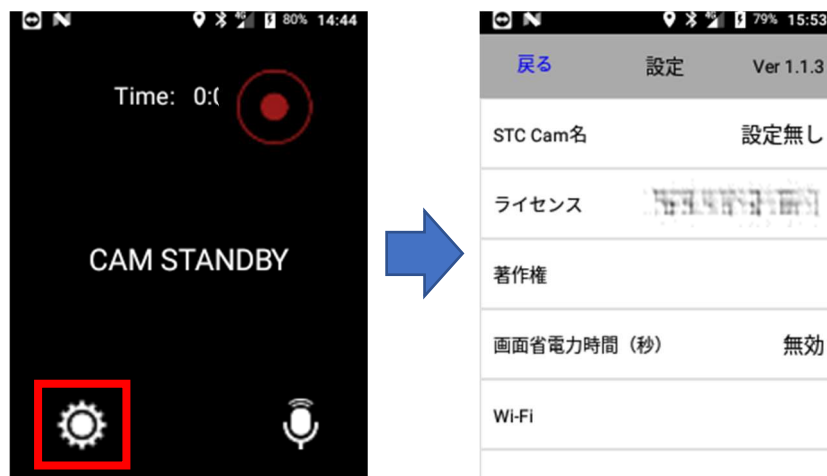 80% 14:44
Time: 0:0
CAM STANDBY
79% 15:53
戻る 設定 Ver 1.1.3
STC Cam名 設定無し
ライセンス
著作権
画面省電力時間（秒） 無効
Wi-Fi